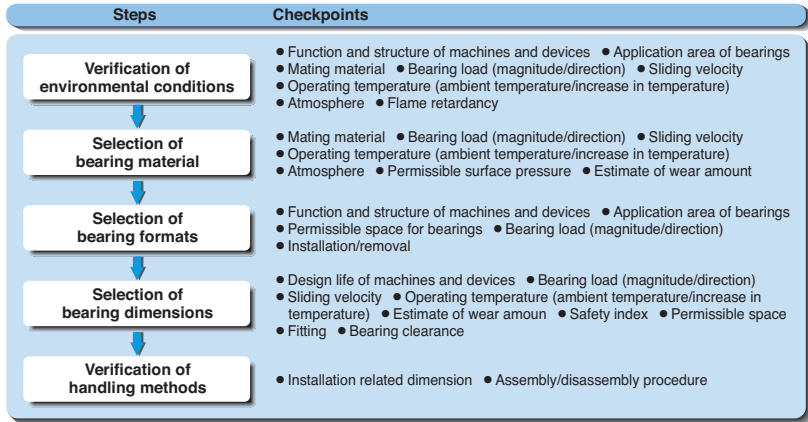 Steps Checkpoints
Verification of
environmental conditions
● Function and structure of machines and devices ● Application area of bearings
● Mating material ● Bearing load (magnitude/direction) ● Sliding velocity
● Operating temperature (ambient temperature/increase in temperature)
● Atmosphere ● Flame retardancy
Selection of
bearing material
● Mating material ● Bearing load (magnitude/direction) ● Sliding velocity
● Operating temperature (ambient temperature/increase in temperature)
● Atmosphere ● Permissible surface pressure ● Estimate of wear amount
Selection of
bearing formats
● Function and structure of machines and devices ● Application area of bearings
● Permissible space for bearings ● Bearing load (magnitude/direction)
● Installation/removal
Selection of
bearing dimensions
● Design life of machines and devices ● Bearing load (magnitude/direction)
● Sliding velocity ● Operating temperature (ambient temperature/increase in
temperature) ● Estimate of wear amoun ● Safety index ● Permissible space
● Fitting ● Bearing clearance
Verification of
handling methods
● Installation related dimension ● Assembly/disassembly procedure